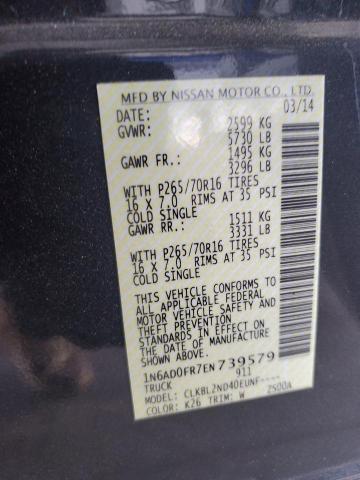 MFD BY NISSAN MOTOR CO., LTD.
DATE: 03/14
GVWR: 2599 KG
5730 LB
GAWR FR.: 1495 KG
3296 LB
WITH P265/70R16 TIRES
16 X 7.0 RIMS AT 35 PSI
COLD SINGLE
GAWR RR.: 1511 KG
3331 LB
WITH P265/70R16 TIRES
16 X 7.0 RIMS AT 35 PSI
COLD SINGLE
THIS VEHICLE CONFORMS TO
ALL APPLICABLE FEDERAL
MOTOR VEHICLE SAFETY AND
THEFT PREVENTION
STANDARDS IN EFFECT ON
THE DATE OF MANUFACTURE
SHOWN ABOVE.
1N6AD0FR7EN739579
TRUCK 911
MODEL: CLKBL2ND40EUNF----
COLOR: K26 TRIM: W 2500A